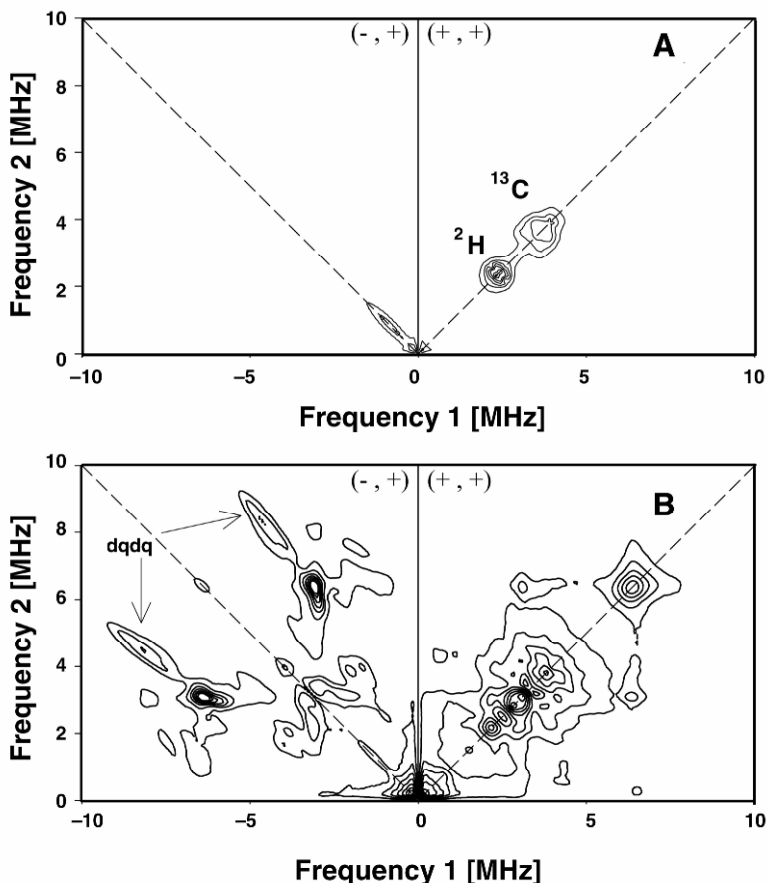 (- , +) (+ , +) A
10
8
6
4
2
0
Frequency 2 [MHz]
¹³C
²H
−10 −5 0 5 10
Frequency 1 [MHz]
(- , +) (+ , +) B
10
8
6
4
2
0
Frequency 2 [MHz]
dqdq
−10 −5 0 5 10
Frequency 1 [MHz]